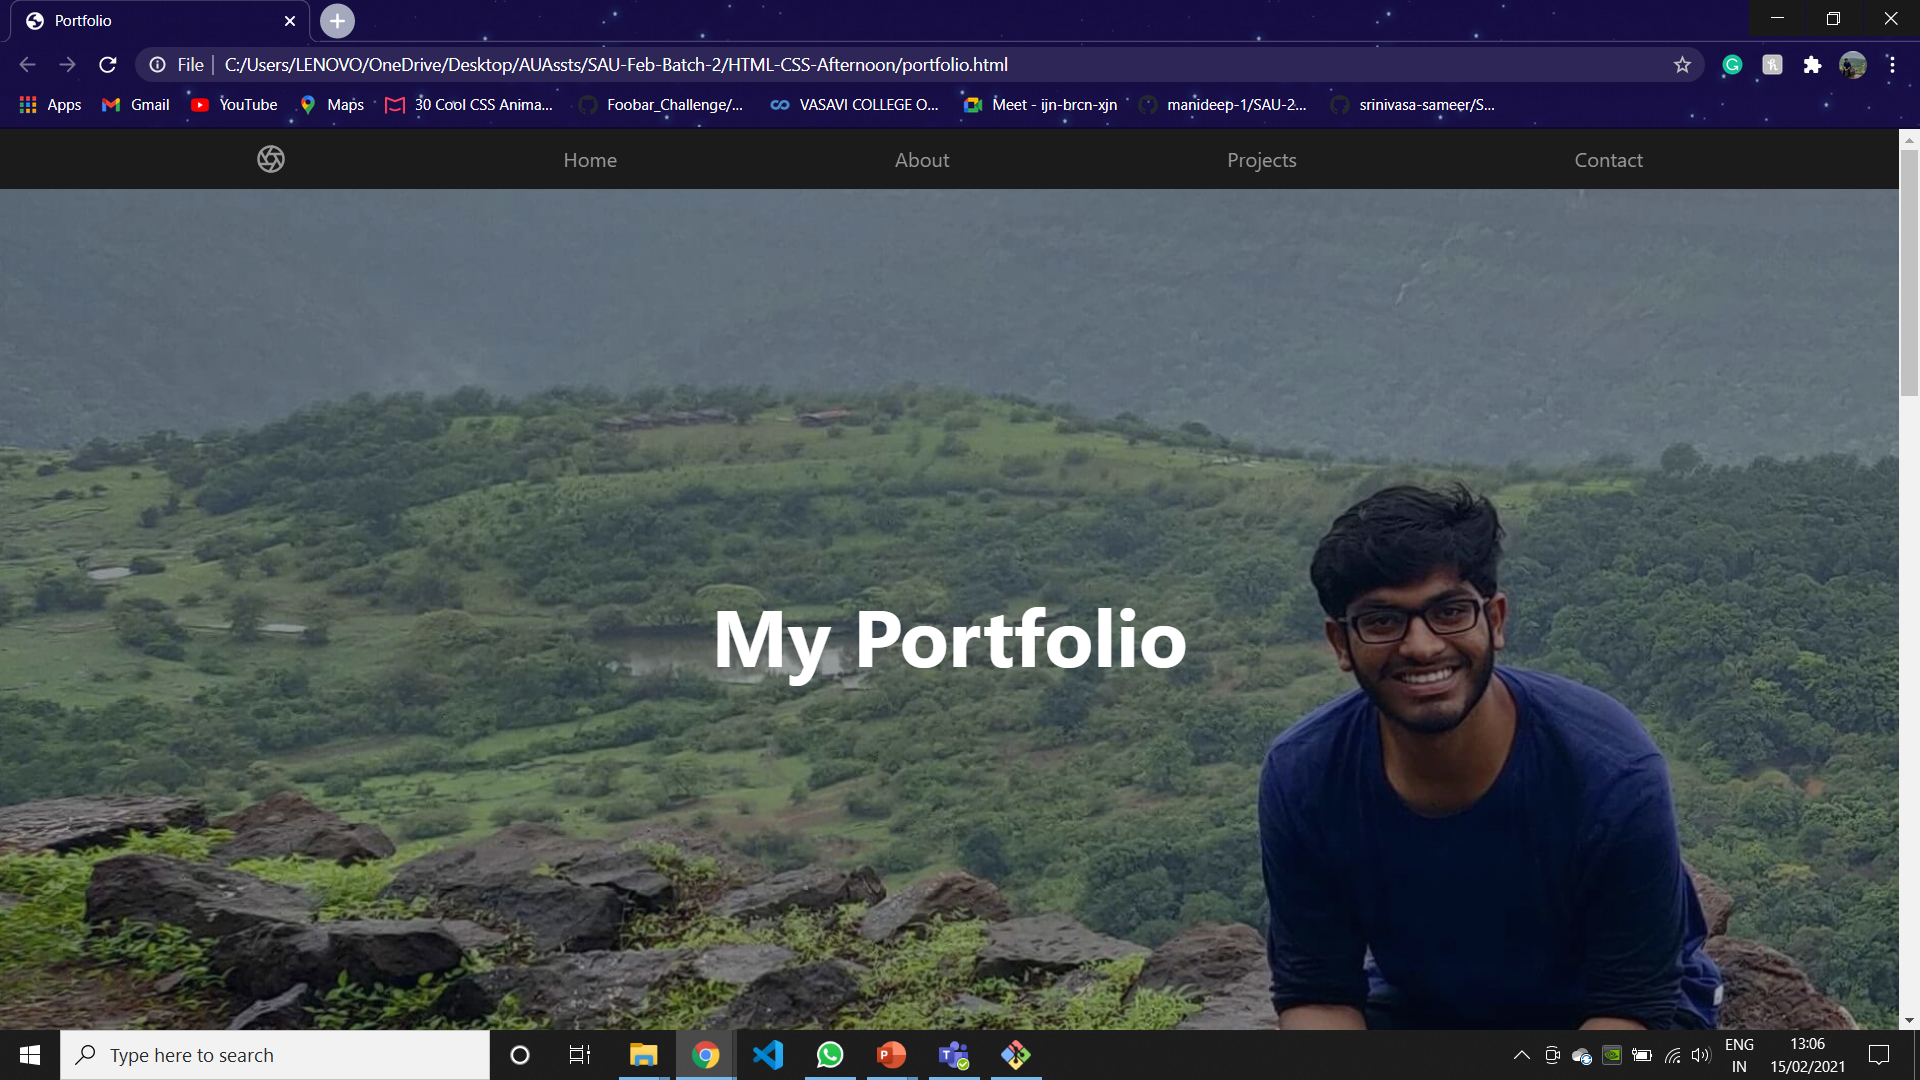 Portfolio
File
C:/Users/LENOVO/OneDrive/Desktop/AUAssts/SAU-Feb-Batch-2/HTML-CSS-Afternoon/portfolio.html
Apps Gmail YouTube Maps 30 Cool CSS Anima... Foobar_Challenge/... VASAVI COLLEGE O... Meet - ijn-brcn-xjn manideep-1/SAU-2... srinivasa-sameer/S...
Home About Projects Contact
My Portfolio
Type here to search
ENG
IN
13:06
15/02/2021